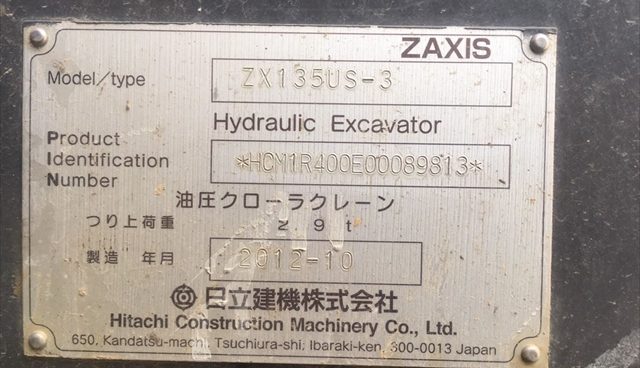 ZAXIS
Model/type ZX135US-3
Hydraulic Excavator
Product
Identification *HCM1R400E00089813*
Number
油圧クローラクレーン
つり上荷重 2.9t
製造 年月 2012-10
日立建機株式会社
Hitachi Construction Machinery Co., Ltd.
650, Kandatsu-machi, Tsuchiura-shi, Ibaraki-ken, 300-0013 Japan